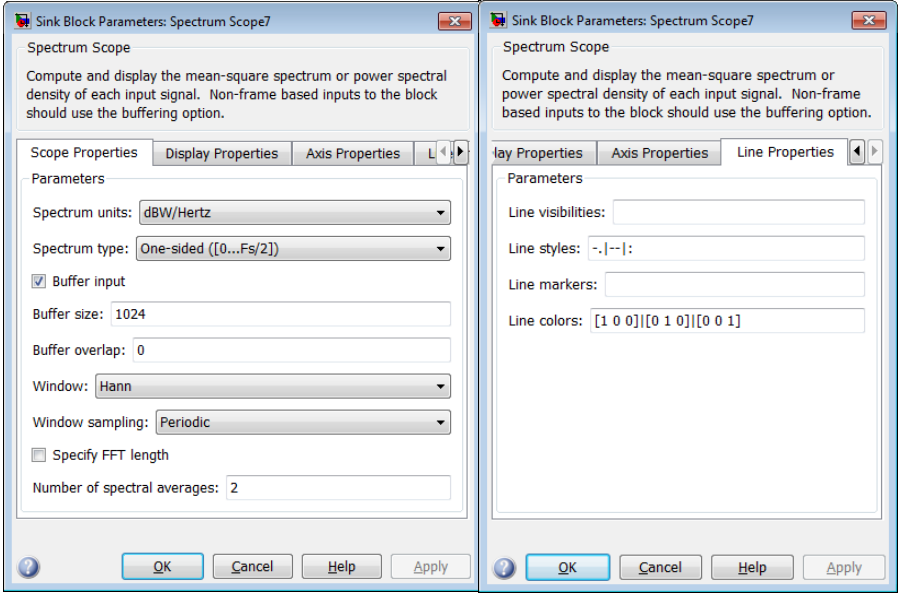 Sink Block Parameters: Spectrum Scope7
Spectrum Scope
Compute and display the mean-square spectrum or power spectral
density of each input signal.  Non-frame based inputs to the block
should use the buffering option.
Scope Properties
Display Properties
Axis Properties
Parameters
Spectrum units: dBW/Hertz
Spectrum type: One-sided ([0...Fs/2])
Buffer input
Buffer size: 1024
Buffer overlap: 0
Window: Hann
Window sampling: Periodic
Specify FFT length
Number of spectral averages: 2
OK
Cancel
Help
Apply
Sink Block Parameters: Spectrum Scope7
Spectrum Scope
Compute and display the mean-square spectrum or
power spectral density of each input signal.  Non-frame
based inputs to the block should use the buffering option.
lay Properties
Axis Properties
Line Properties
Parameters
Line visibilities:
Line styles: -.|--|:
Line markers:
Line colors: [1 0 0]|[0 1 0]|[0 0 1]
OK
Cancel
Help
Apply